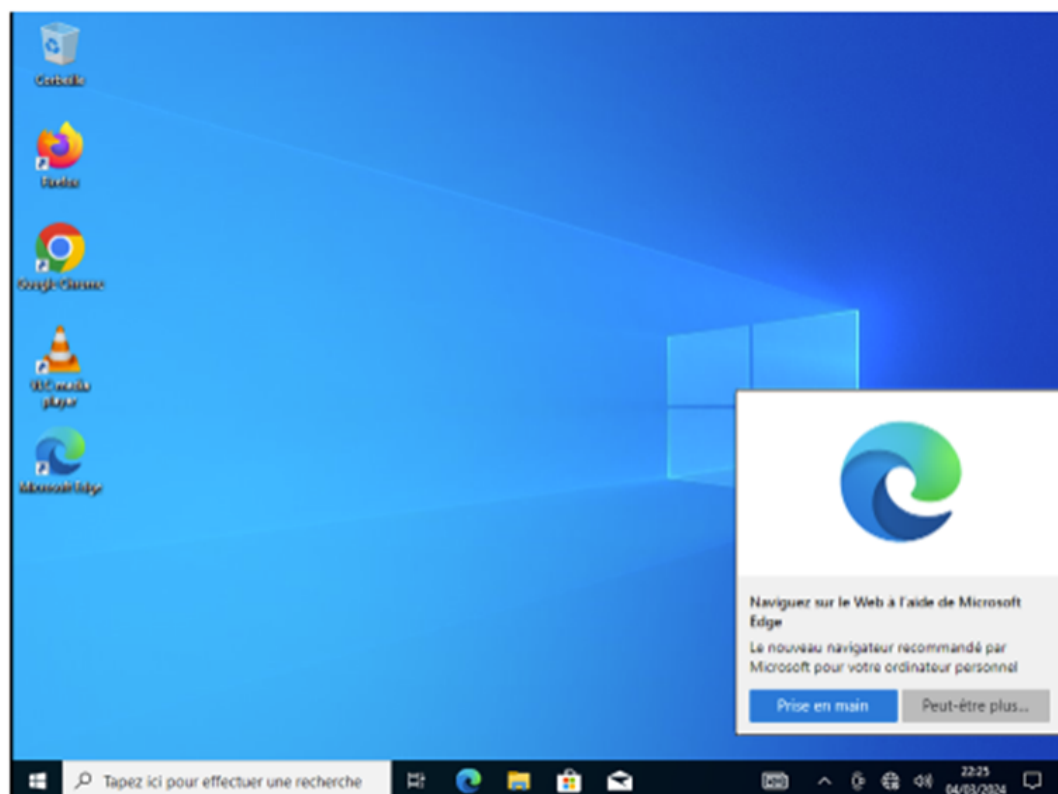 Corbeille
Firefox
Google Chrome
VLC media
player
Microsoft Edge
Naviguez sur le Web à l'aide de Microsoft
Edge
Le nouveau navigateur recommandé par
Microsoft pour votre ordinateur personnel
Prise en main
Peut-être plus...
Tapez ici pour effectuer une recherche
22:25
04/03/2024